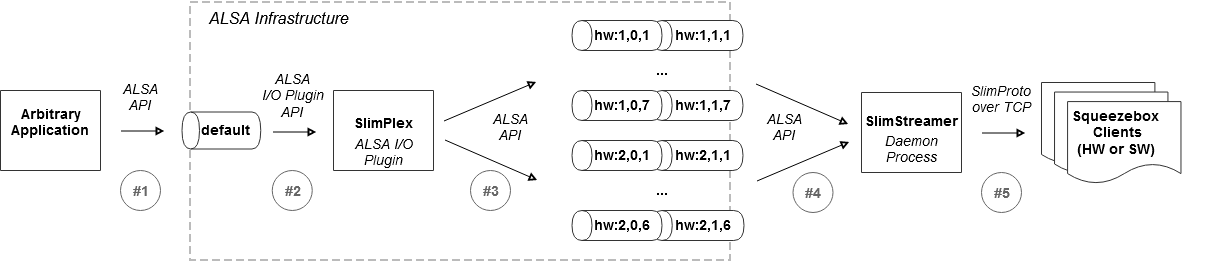 ALSA Infrastructure
Arbitrary
Application
ALSA
API
#1
default
ALSA
I/O Plugin
API
#2
SlimPlex
ALSA I/O
Plugin
ALSA
API
#3
hw:1,0,1 hw:1,1,1
...
hw:1,0,7 hw:1,1,7
hw:2,0,1 hw:2,1,1
...
hw:2,0,6 hw:2,1,6
ALSA
API
#4
SlimStreamer
Daemon
Process
SlimProto
over TCP
#5
Squeezebox
Clients
(HW or SW)